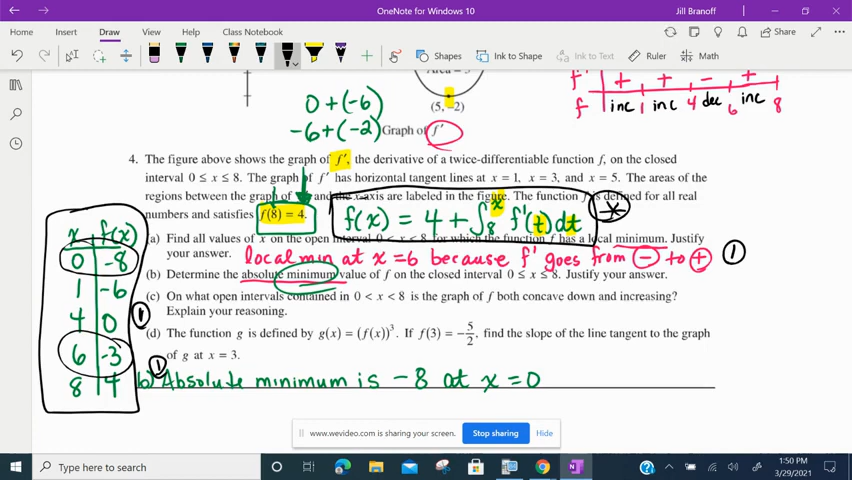 OneNote for Windows 10
Jill Branoff
Home Insert Draw View Help Class Notebook
Share
Shapes Ink to Shape Ink to Text Ruler Math
(5, −2)
Graph of f′
0 + (-6)
-6 + (-2)
f′ + + - +
f inc 1 inc 4 dec 6 inc 8
4. The figure above shows the graph of f′, the derivative of a twice-differentiable function f, on the closed
interval 0 ≤ x ≤ 8. The graph of f′ has horizontal tangent lines at x = 1, x = 3, and x = 5. The areas of the
regions between the graph of and the x-axis are labeled in the figure. The function f is defined for all real
numbers and satisfies f(8) = 4.
f(x) = 4 + ∫₈ˣ f'(t) dt
(a) Find all values of x on the open interval 0 < x < 8 for which the function f has a local minimum. Justify
your answer.
local min at x = 6 because f' goes from − to + 1
(b) Determine the absolute minimum value of f on the closed interval 0 ≤ x ≤ 8. Justify your answer.
(c) On what open intervals contained in 0 < x < 8 is the graph of f both concave down and increasing?
Explain your reasoning.
(d) The function g is defined by g(x) = (f(x))³. If f(3) = −5/2, find the slope of the line tangent to the graph
of g at x = 3.
x f(x)
0 -8
1 -6
4 0 1
6 -3 1
8 4
b) Absolute minimum is -8 at x = 0
www.wevideo.com is sharing your screen. Stop sharing Hide
Type here to search
1:50 PM
3/29/2021